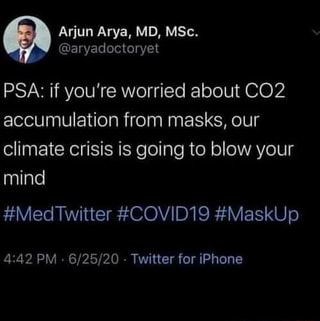 Arjun Arya, MD, MSc.
@aryadoctoryet
PSA: if you're worried about CO2
accumulation from masks, our
climate crisis is going to blow your
mind
#MedTwitter #COVID19 #MaskUp
4:42 PM · 6/25/20 · Twitter for iPhone